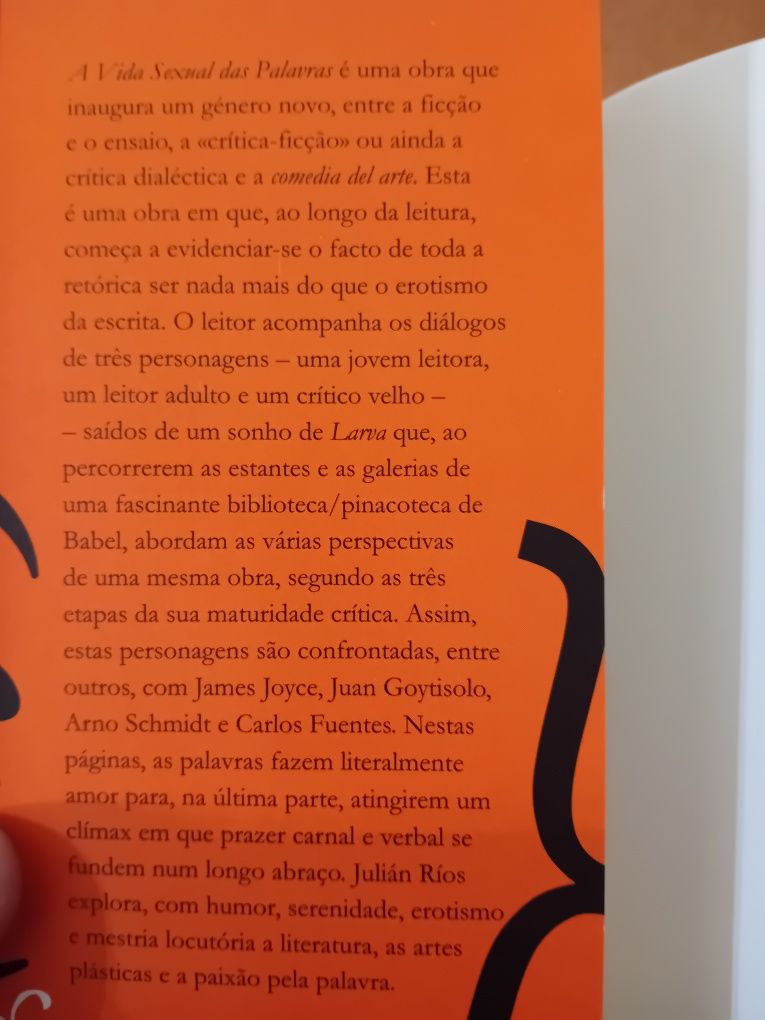 A Vida Sexual das Palavras é uma obra que
inaugura um género novo, entre a ficção
e o ensaio, a «crítica-ficção» ou ainda a
crítica dialéctica e a comedia del arte. Esta
é uma obra em que, ao longo da leitura,
começa a evidenciar-se o facto de toda a
retórica ser nada mais do que o erotismo
da escrita. O leitor acompanha os diálogos
de três personagens – uma jovem leitora,
um leitor adulto e um crítico velho –
– saídos de um sonho de Larva que, ao
percorrerem as estantes e as galerias de
uma fascinante biblioteca/pinacoteca de
Babel, abordam as várias perspectivas
de uma mesma obra, segundo as três
etapas da sua maturidade crítica. Assim,
estas personagens são confrontadas, entre
outros, com James Joyce, Juan Goytisolo,
Arno Schmidt e Carlos Fuentes. Nestas
páginas, as palavras fazem literalmente
amor para, na última parte, atingirem um
clímax em que prazer carnal e verbal se
fundem num longo abraço. Julián Ríos
explora, com humor, serenidade, erotismo
e mestria locutória a literatura, as artes
plásticas e a paixão pela palavra.